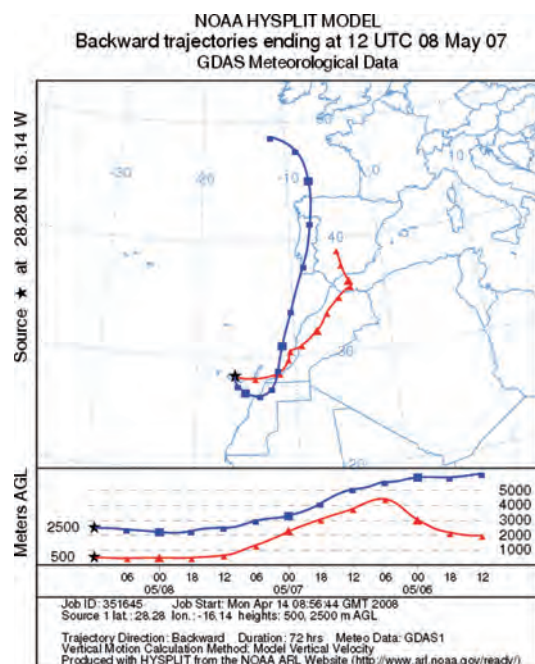 NOAA HYSPLIT MODEL
Backward trajectories ending at 12 UTC 08 May 07
GDAS Meteorological Data
Source ★ at 28.28 N 16.14 W
-30
-20
-10
0
10
40
30
20
Meters AGL
2500
500
5000
4000
3000
2000
1000
06 00 18 12 06 00 18 12 06 00 18 12
05/08 05/07 05/06
Job ID: 351645 Job Start: Mon Apr 14 08:56:44 GMT 2008
Source 1 lat.: 28.28 lon.: -16.14 heights: 500, 2500 m AGL
Trajectory Direction: Backward Duration: 72 hrs Meteo Data: GDAS1
Vertical Motion Calculation Method: Model Vertical Velocity
Produced with HYSPLIT from the NOAA ARL Website (http://www.arl.noaa.gov/ready/)